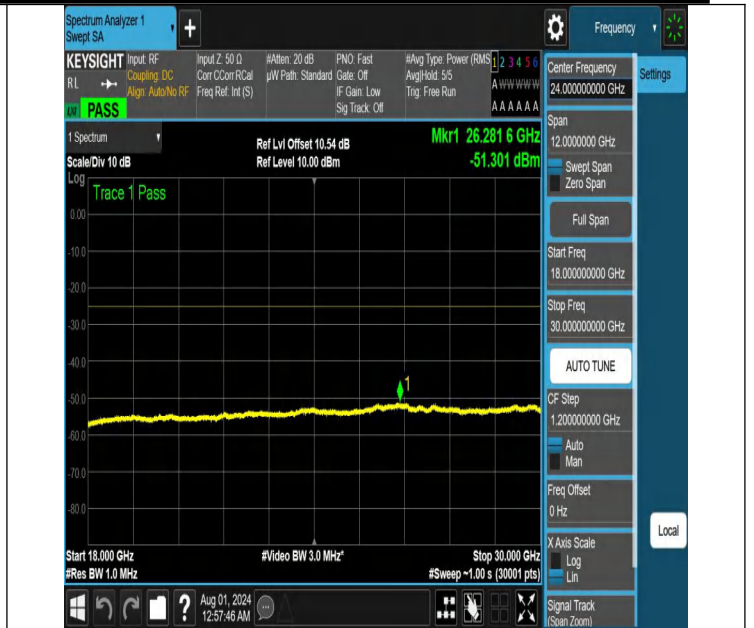 Spectrum Analyzer 1
Swept SA
+
Frequency
KEYSIGHT
RL
PASS
Input: RF
Coupling: DC
Align: Auto/No RF
Input Z: 50 Ω
Corr CCorr RCal
Freq Ref: Int (S)
#Atten: 20 dB
µW Path: Standard
PNO: Fast
Gate: Off
IF Gain: Low
Sig Track: Off
#Avg Type: Power (RMS
Avg|Hold: 5/5
Trig: Free Run
1 2 3 4 5 6
A W W W W W
A A A A A A
1 Spectrum
Scale/Div 10 dB
Ref Lvl Offset 10.54 dB
Ref Level 10.00 dBm
Mkr1 26.281 6 GHz
-51.301 dBm
Log
Trace 1 Pass
0.00
-10.0
-20.0
-30.0
-40.0
-50.0
-60.0
-70.0
-80.0
1
Start 18.000 GHz
#Res BW 1.0 MHz
#Video BW 3.0 MHz*
Stop 30.000 GHz
#Sweep ~1.00 s (30001 pts)
?
Aug 01, 2024
12:57:46 AM
Center Frequency
24.000000000 GHz
Settings
Span
12.0000000 GHz
Swept Span
Zero Span
Full Span
Start Freq
18.000000000 GHz
Stop Freq
30.000000000 GHz
AUTO TUNE
CF Step
1.200000000 GHz
Auto
Man
Freq Offset
0 Hz
X Axis Scale
Log
Lin
Local
Signal Track
(Span Zoom)